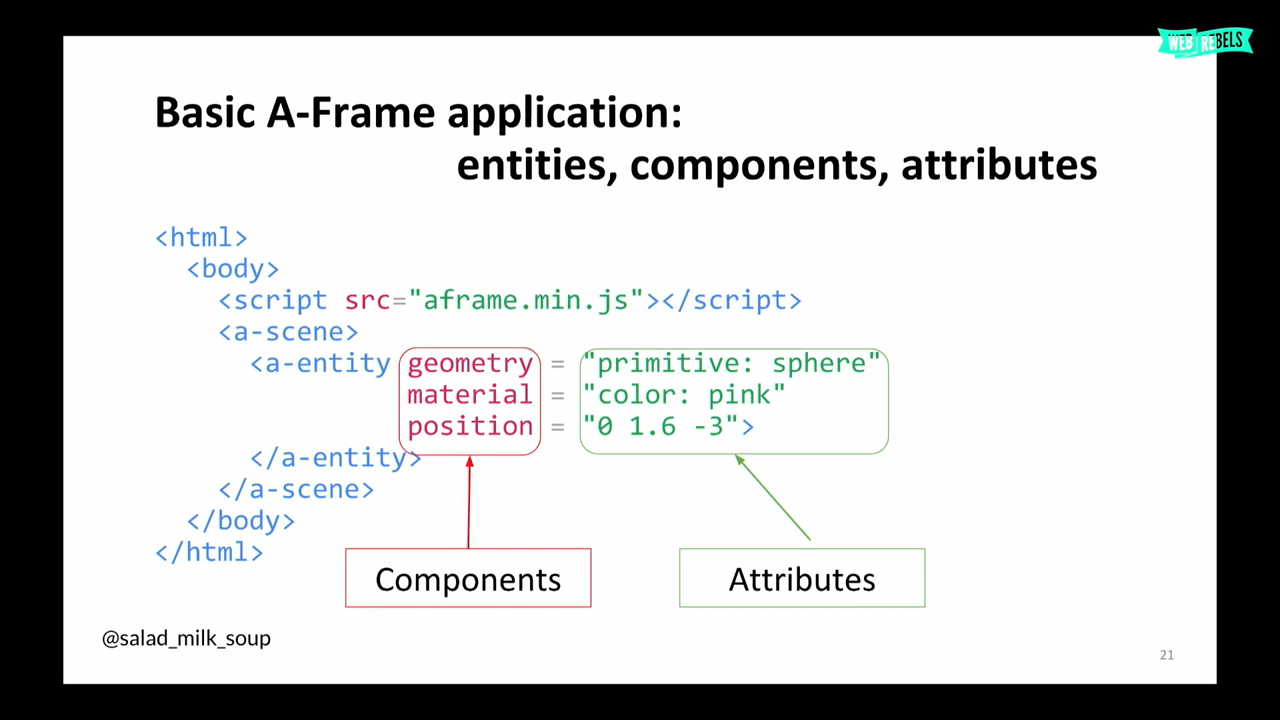 WEB REBELS
Basic A-Frame application:
entities, components, attributes
<html>
<body>
<script src="aframe.min.js"></script>
<a-scene>
<a-entity geometry = "primitive: sphere"
material = "color: pink"
position = "0 1.6 -3">
</a-entity>
</a-scene>
</body>
</html>
Components
Attributes
@salad_milk_soup
21